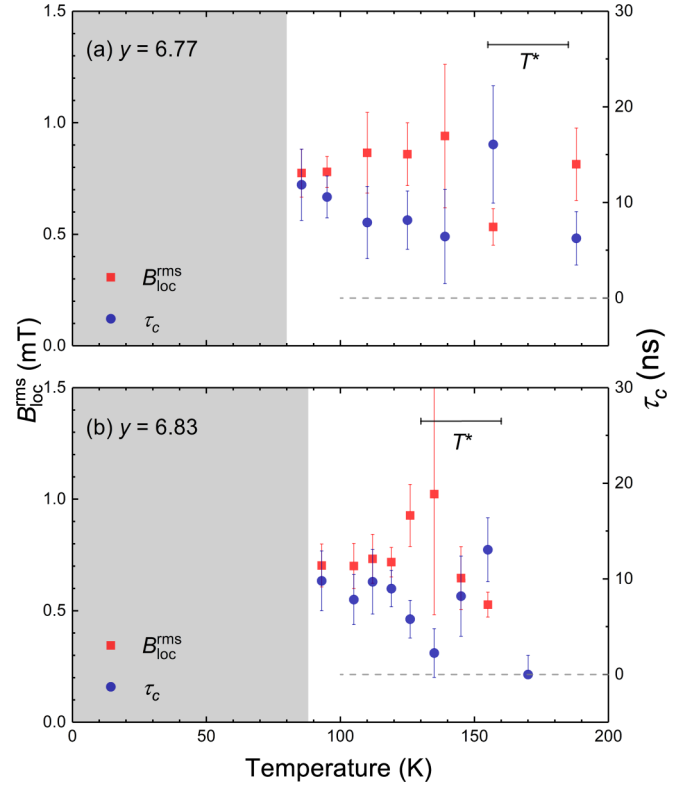 (a) y = 6.77
T*
B_loc^rms
τ_c
1.5
1.0
0.5
0.0
30
20
10
0
(b) y = 6.83
T*
B_loc^rms
τ_c
1.5
1.0
0.5
0.0
30
20
10
0
0
50
100
150
200
B_loc^rms (mT)
τ_c (ns)
Temperature (K)